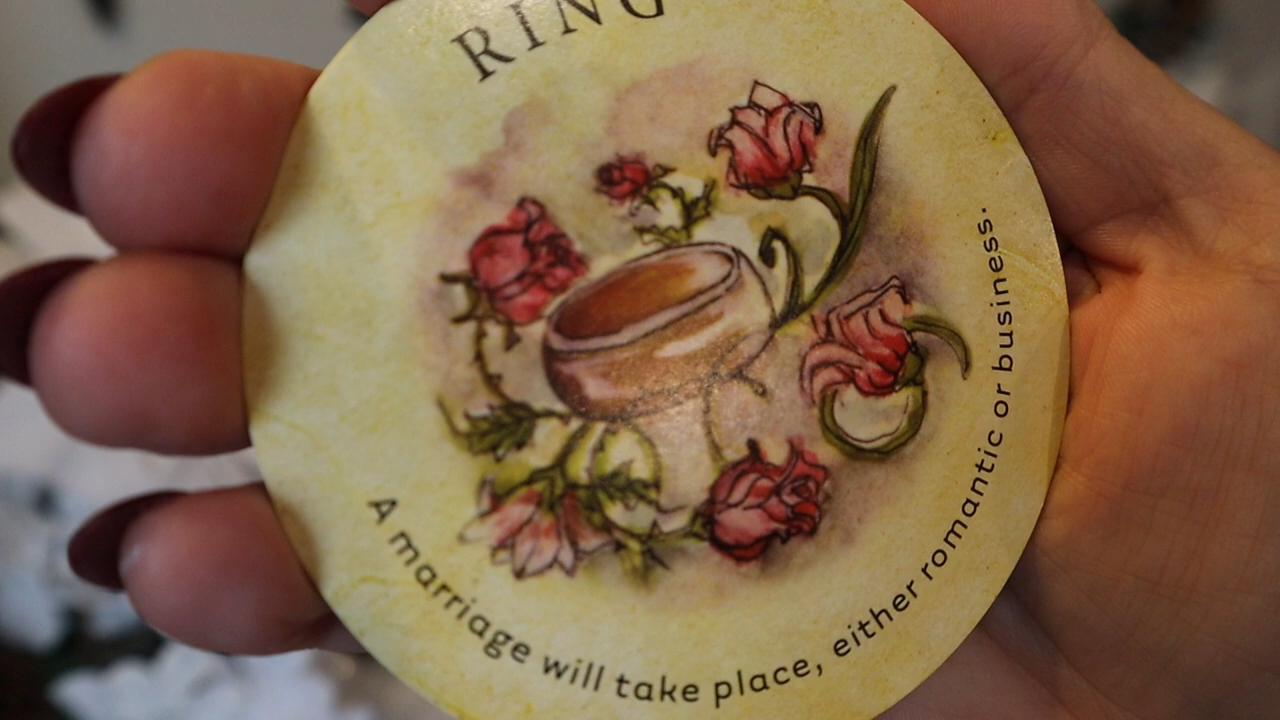 RING
A marriage will take place, either romantic or business.